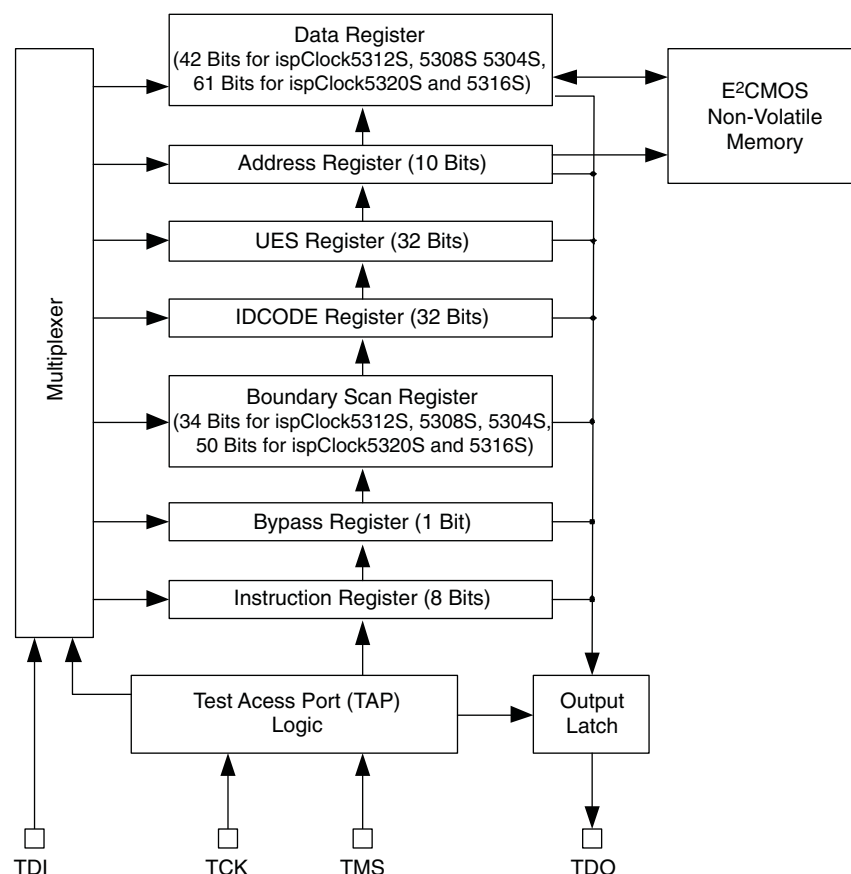 Data Register
(42 Bits for ispClock5312S, 5308S 5304S,
61 Bits for ispClock5320S and 5316S)
E²CMOS
Non-Volatile
Memory
Address Register (10 Bits)
UES Register (32 Bits)
Multiplexer
IDCODE Register (32 Bits)
Boundary Scan Register
(34 Bits for ispClock5312S, 5308S, 5304S,
50 Bits for ispClock5320S and 5316S)
Bypass Register (1 Bit)
Instruction Register (8 Bits)
Test Acess Port (TAP)
Logic
Output
Latch
TDI
TCK
TMS
TDO